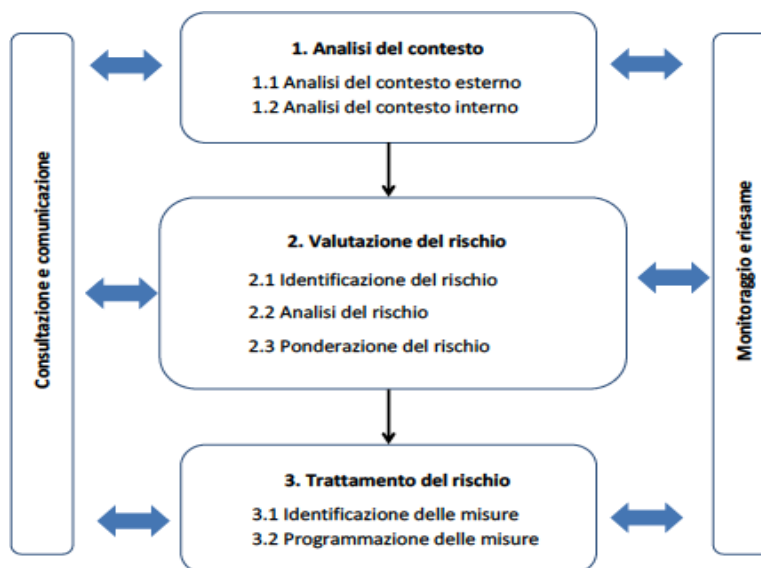 Consultazione e comunicazione
1. Analisi del contesto
1.1 Analisi del contesto esterno
1.2 Analisi del contesto interno
2. Valutazione del rischio
2.1 Identificazione del rischio
2.2 Analisi del rischio
2.3 Ponderazione del rischio
3. Trattamento del rischio
3.1 Identificazione delle misure
3.2 Programmazione delle misure
Monitoraggio e riesame